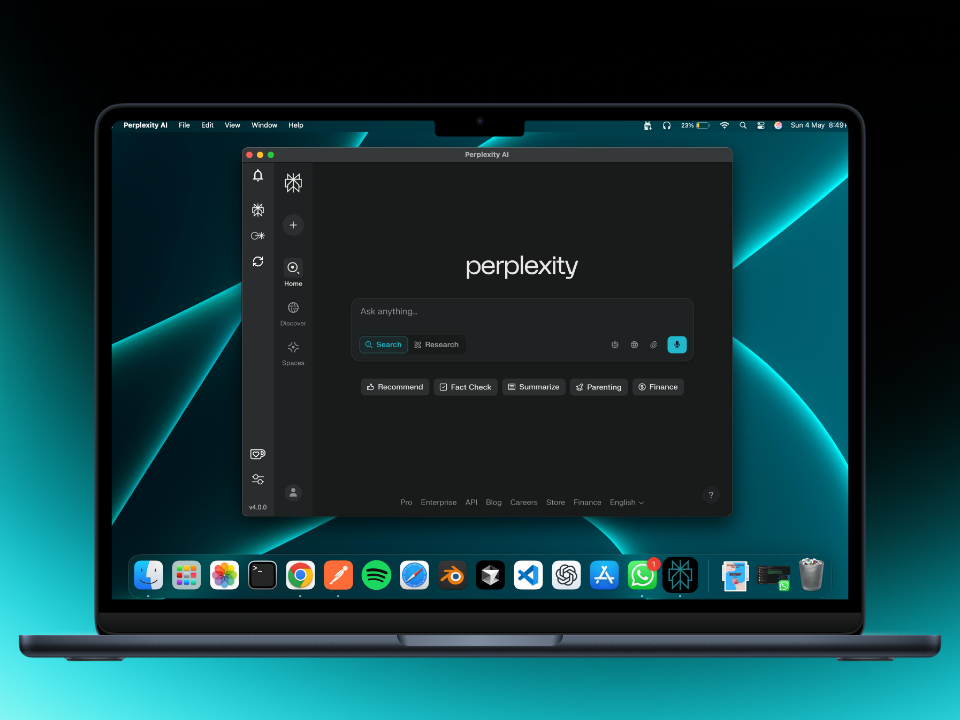 Perplexity AI File Edit View Window Help
23% Sun 4 May 8:49
Perplexity AI
perplexity
Home
Ask anything..
Discover
Search Research
Spaces
Recommend Fact Check Summarize Parenting Finance
Pro Enterprise API Blog Careers Store Finance English
?
v4.0.0
>_
1